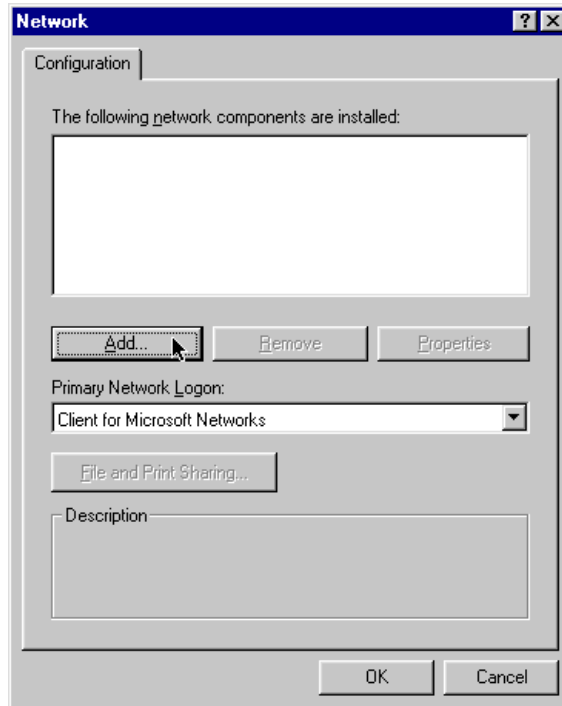 Network
Configuration
The following network components are installed:
Add...
Remove
Properties
Primary Network Logon:
Client for Microsoft Networks
File and Print Sharing...
Description
OK
Cancel